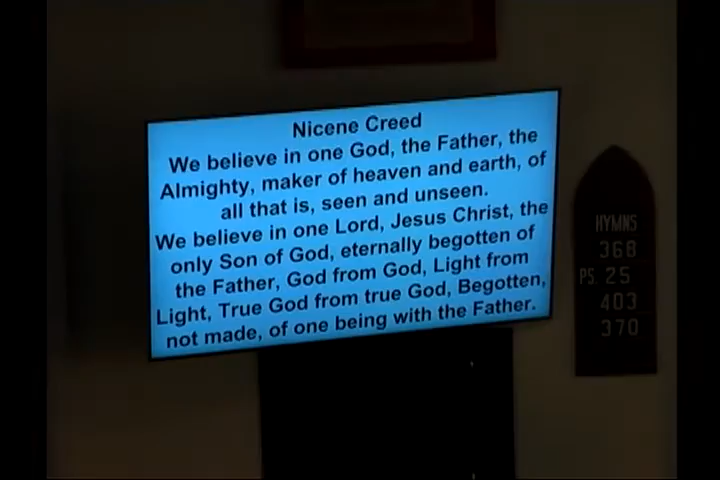 Nicene Creed
We believe in one God, the Father, the
Almighty, maker of heaven and earth, of
all that is, seen and unseen.
We believe in one Lord, Jesus Christ, the
only Son of God, eternally begotten of
the Father, God from God, Light from
Light, True God from true God, Begotten,
not made, of one being with the Father.
HYMNS
368
PS. 25
403
370